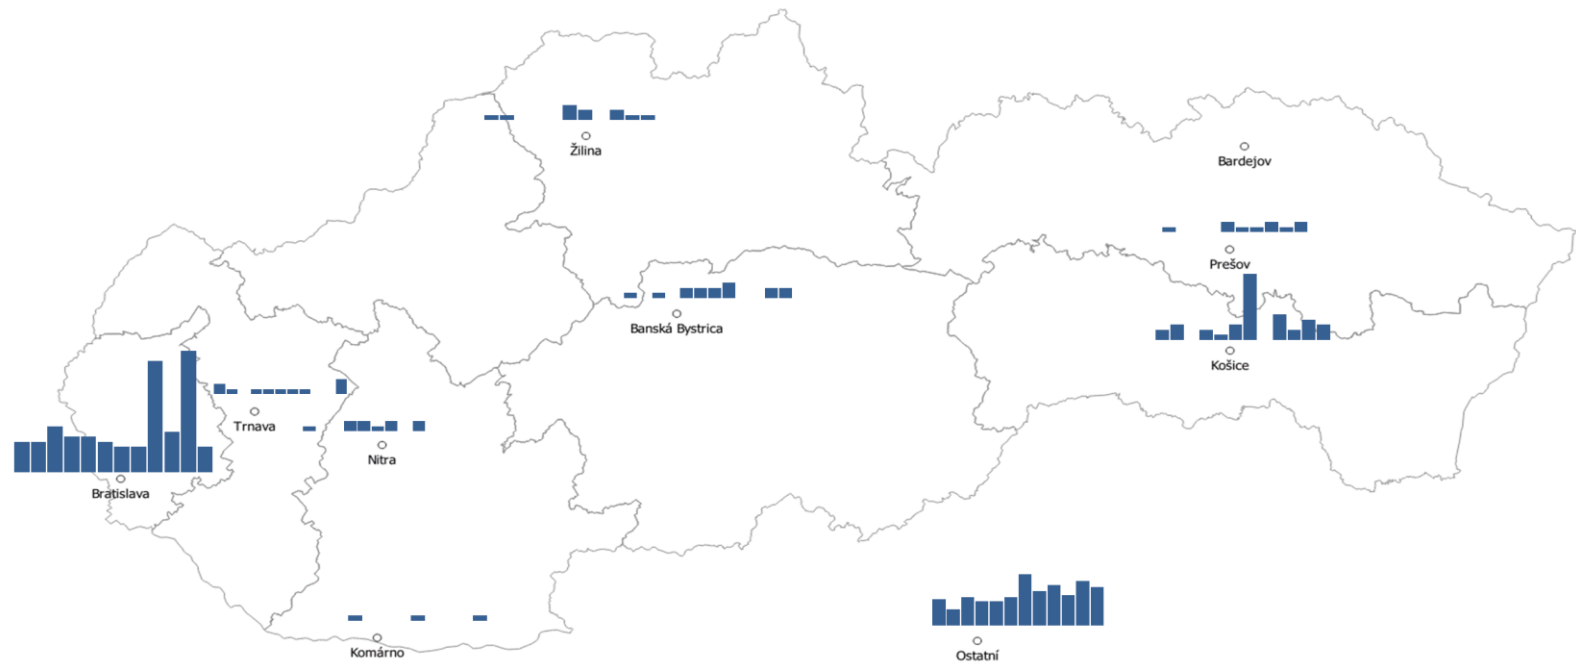 Žilina
Bardejov
Prešov
Banská Bystrica
Košice
Trnava
Nitra
Bratislava
Komárno
Ostatní